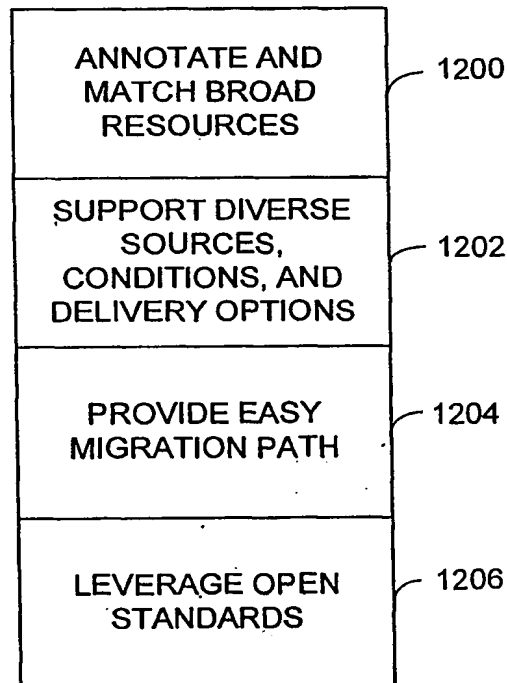 ANNOTATE AND
MATCH BROAD
RESOURCES
1200
SUPPORT DIVERSE
SOURCES,
CONDITIONS, AND
DELIVERY OPTIONS
1202
PROVIDE EASY
MIGRATION PATH
1204
LEVERAGE OPEN
STANDARDS
1206